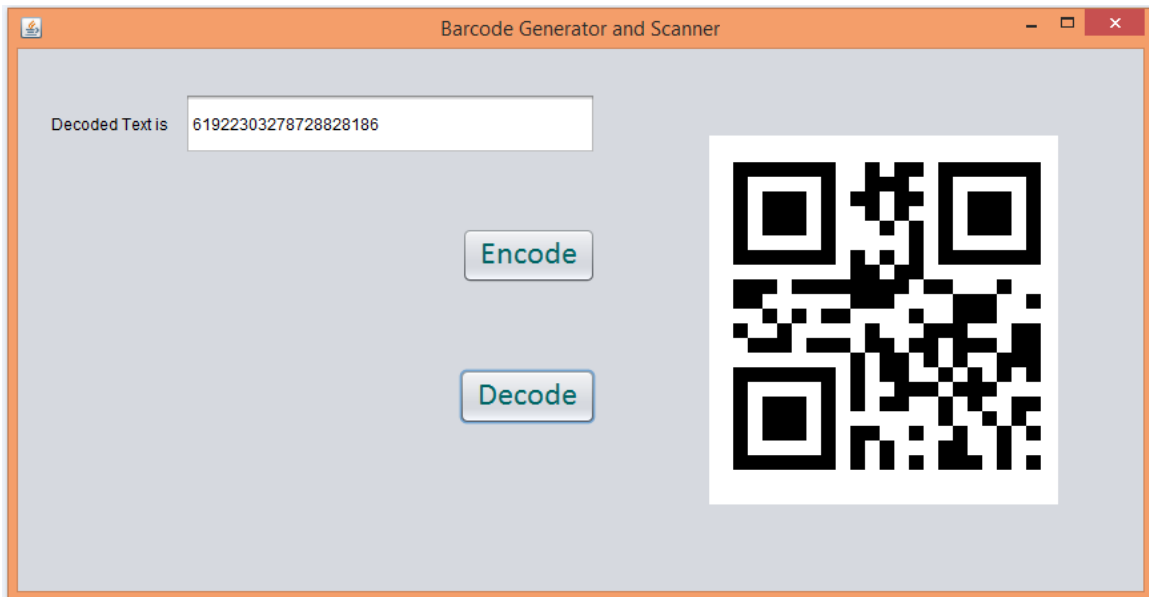 Barcode Generator and Scanner
Decoded Text is 61922303278728828186
Encode
Decode